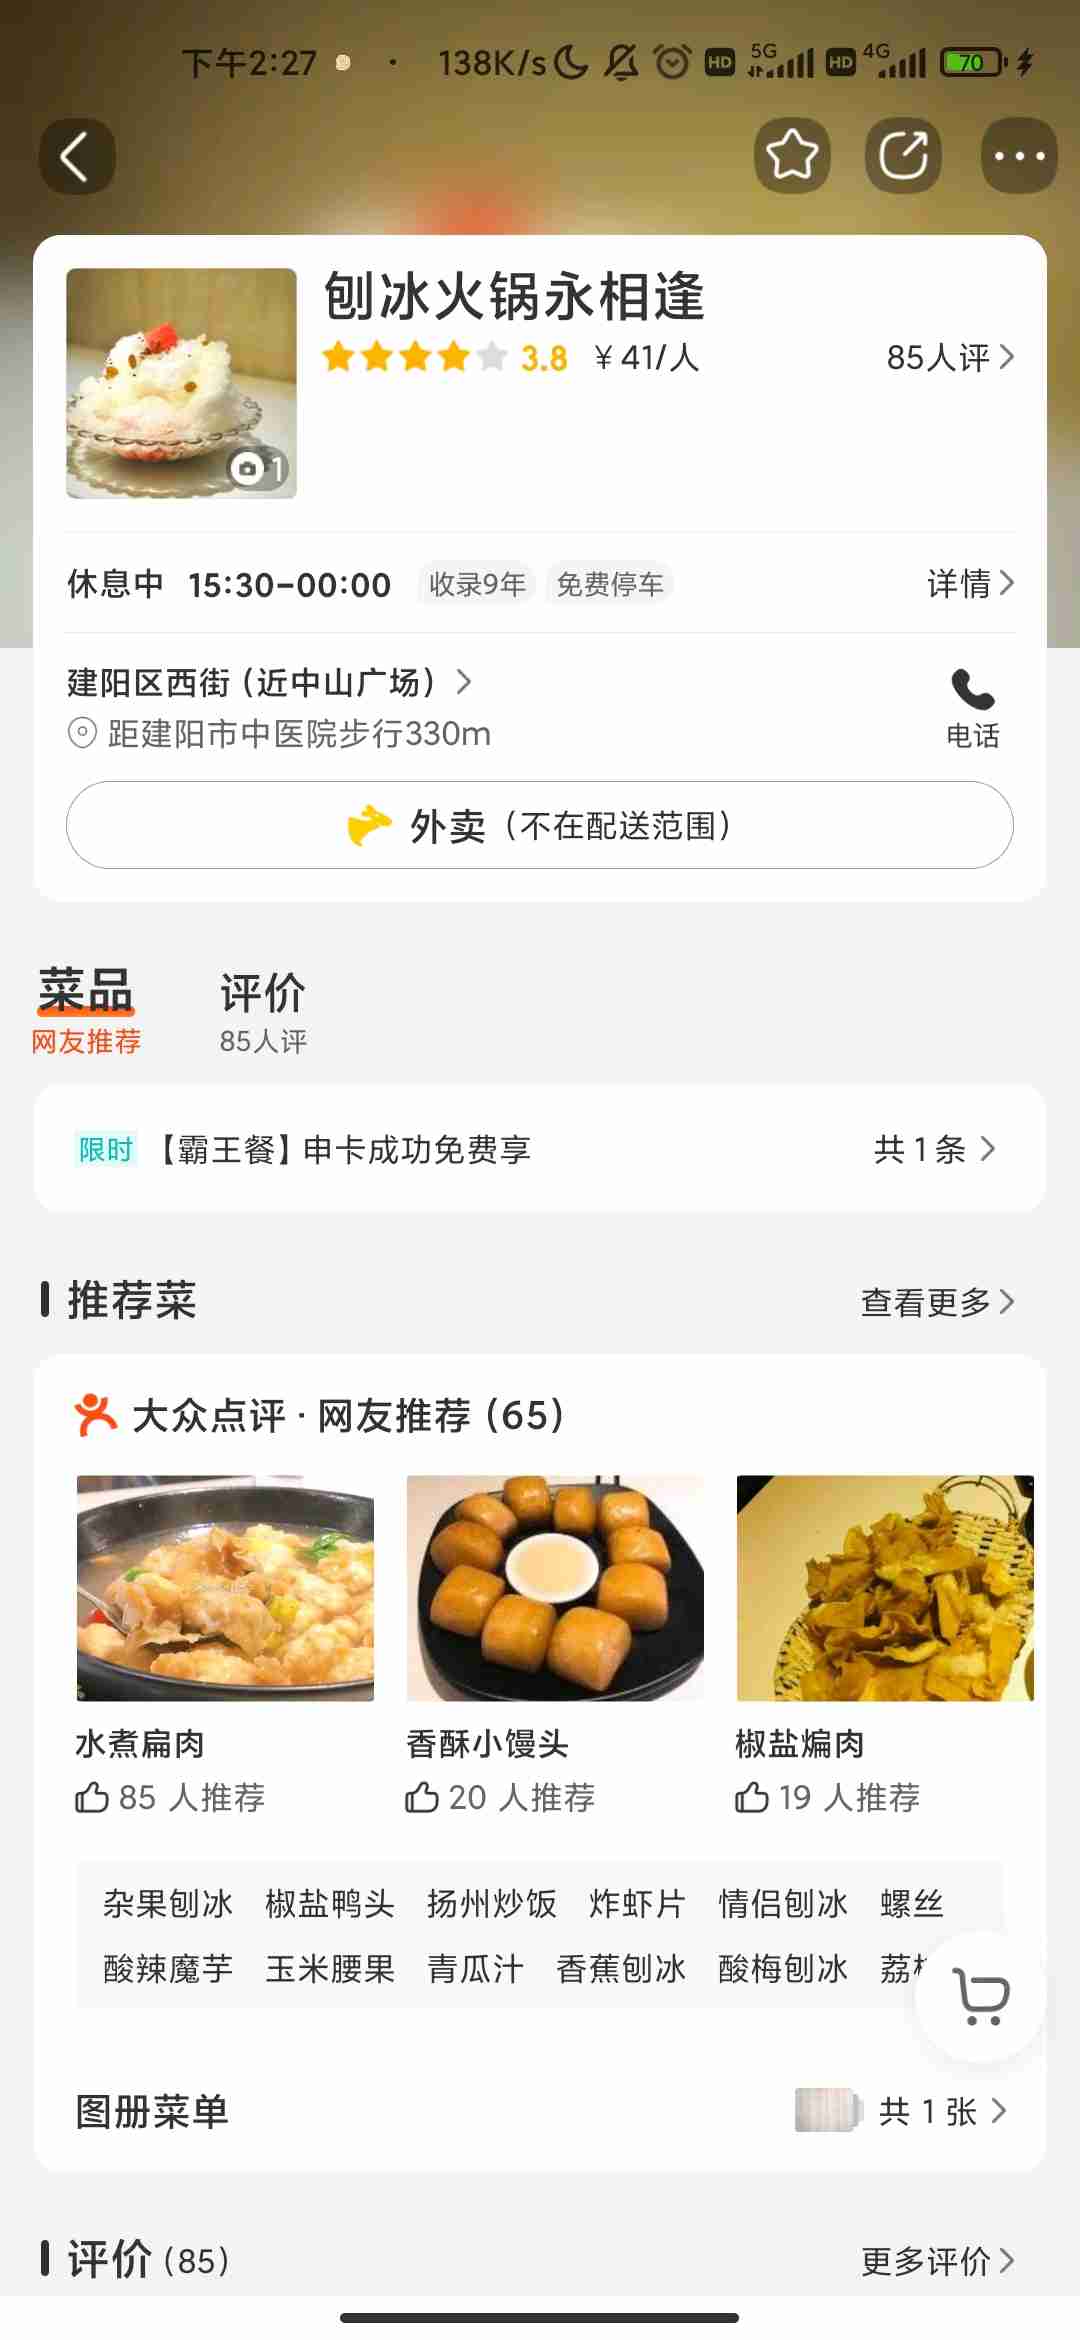 下午2:27 · 138K/s HD 5G HD 4G 70
刨冰火锅永相逢
3.8 ¥41/人 85人评
1
休息中 15:30-00:00 收录9年 免费停车 详情
建阳区西街（近中山广场）
距建阳市中医院步行330m 电话
外卖（不在配送范围）
菜品 评价
网友推荐 85人评
限时 【霸王餐】申卡成功免费享 共1条
推荐菜 查看更多
大众点评·网友推荐（65）
水煮扁肉 香酥小馒头 椒盐煸肉
85 人推荐 20 人推荐 19 人推荐
杂果刨冰 椒盐鸭头 扬州炒饭 炸虾片 情侣刨冰 螺丝
酸辣魔芋 玉米腰果 青瓜汁 香蕉刨冰 酸梅刨冰 荔
图册菜单 共1张
评价（85） 更多评价